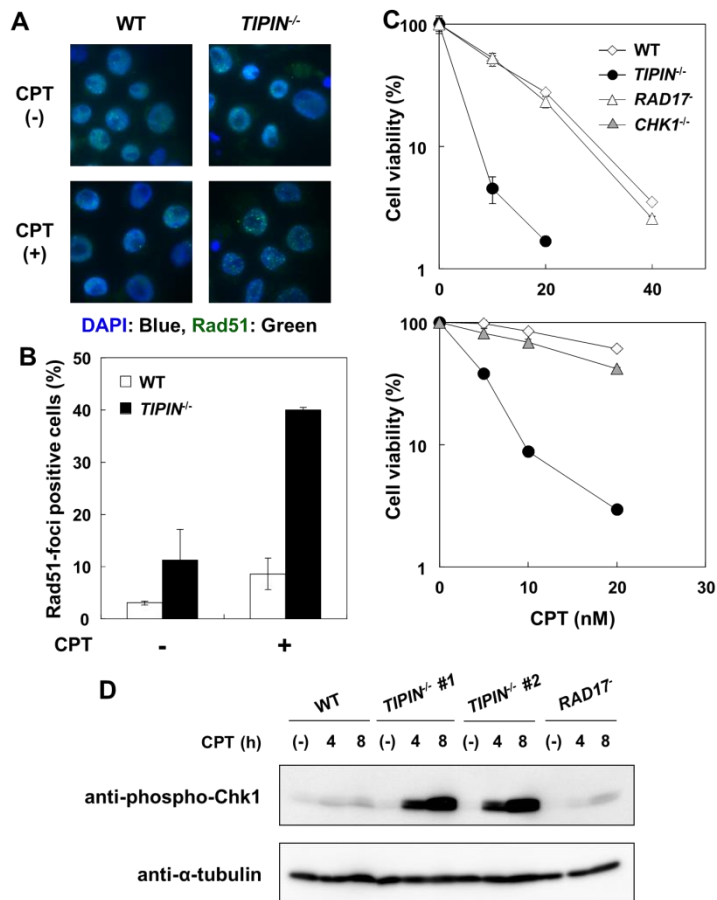 A
WT
TIPIN-/-
CPT
(-)
CPT
(+)
DAPI: Blue, Rad51: Green
B
Rad51-foci positive cells (%)
50
40
30
20
10
0
WT
TIPIN-/-
CPT
-
+
C
Cell viability (%)
100
10
1
0
20
40
WT
TIPIN-/-
RAD17-
CHK1-/-
Cell viability (%)
100
10
1
0
10
20
30
CPT (nM)
D
WT
TIPIN-/- #1
TIPIN-/- #2
RAD17-
CPT (h)
(-) 4 8 (-) 4 8 (-) 4 8 (-) 4 8
anti-phospho-Chk1
anti-α-tubulin